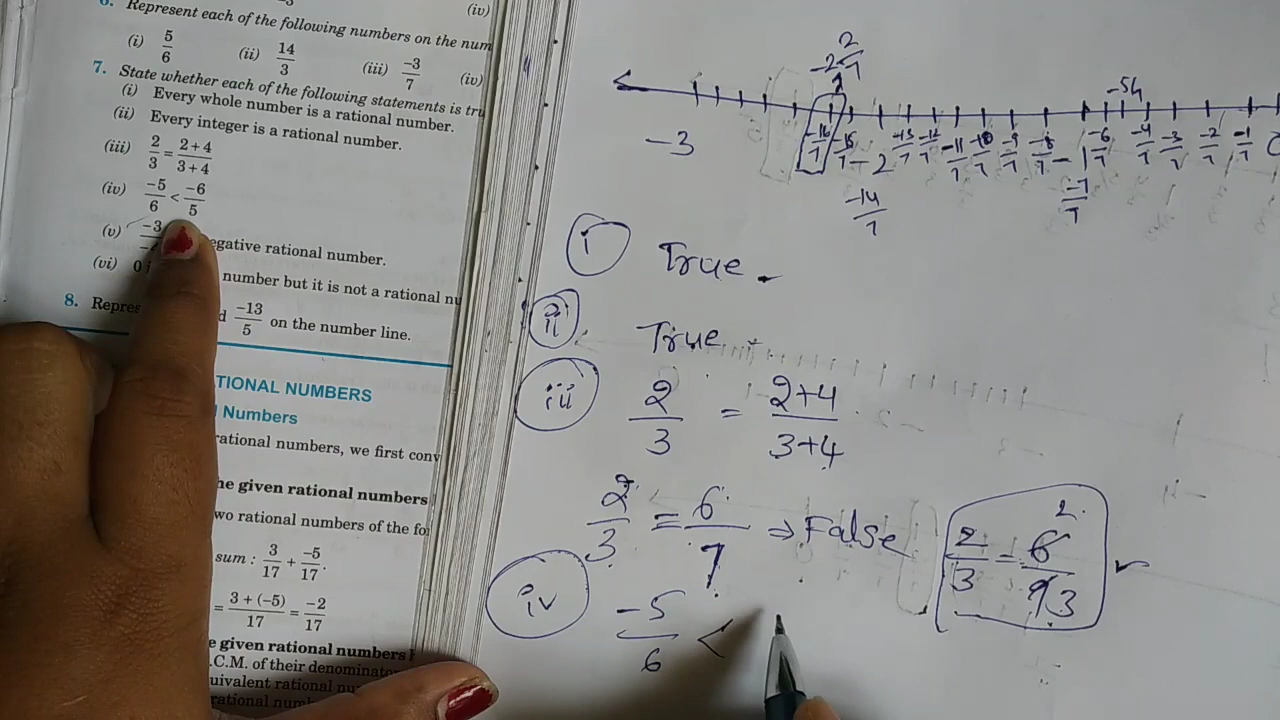 6. Represent each of the following numbers on the num
(i) 5/6 (ii) 14/3 (iii) -3/7 (iv)
7. State whether each of the following statements is tru
(i) Every whole number is a rational number.
(ii) Every integer is a rational number.
(iii) 2/3 = 2+4/3+4
(iv) -5/6 < -6/5
(v) -3 egative rational number.
(vi) 0 number but it is not a rational nu
8. Repres -13/5 on the number line.
TIONAL NUMBERS
Numbers
rational numbers, we first conv
he given rational numbers
wo rational numbers of the fo
sum : 3/17 + -5/17.
= 3 + (-5)/17 = -2/17
e given rational numbers
.C.M. of their denominato
uivalent rational nu
rational numb
-2 2/7
-3 -16/7 -15/7 -2 -13/7 -12/7 -11/7 -10/7 -9/7 -8/7 -1 -6/7 -5/7 -4/7 -3/7 -2/7 -1/7 0
-14/7 -7/7
i True.
ii True.
iii 2/3 = 2+4/3+4
2/3 = 6/7 ⇒ False 2/3 = 6 2/9 3
iv -5/6 <